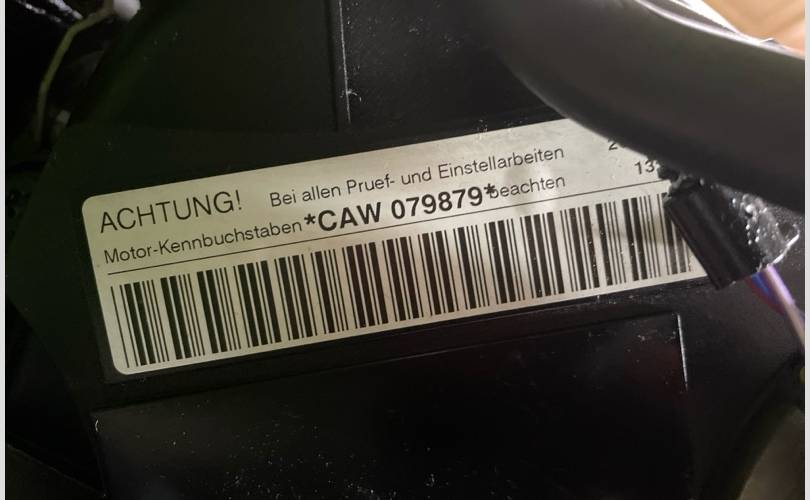 ACHTUNG! Bei allen Pruef- und Einstellarbeiten
Motor-Kennbuchstaben *CAW 079879* beachten